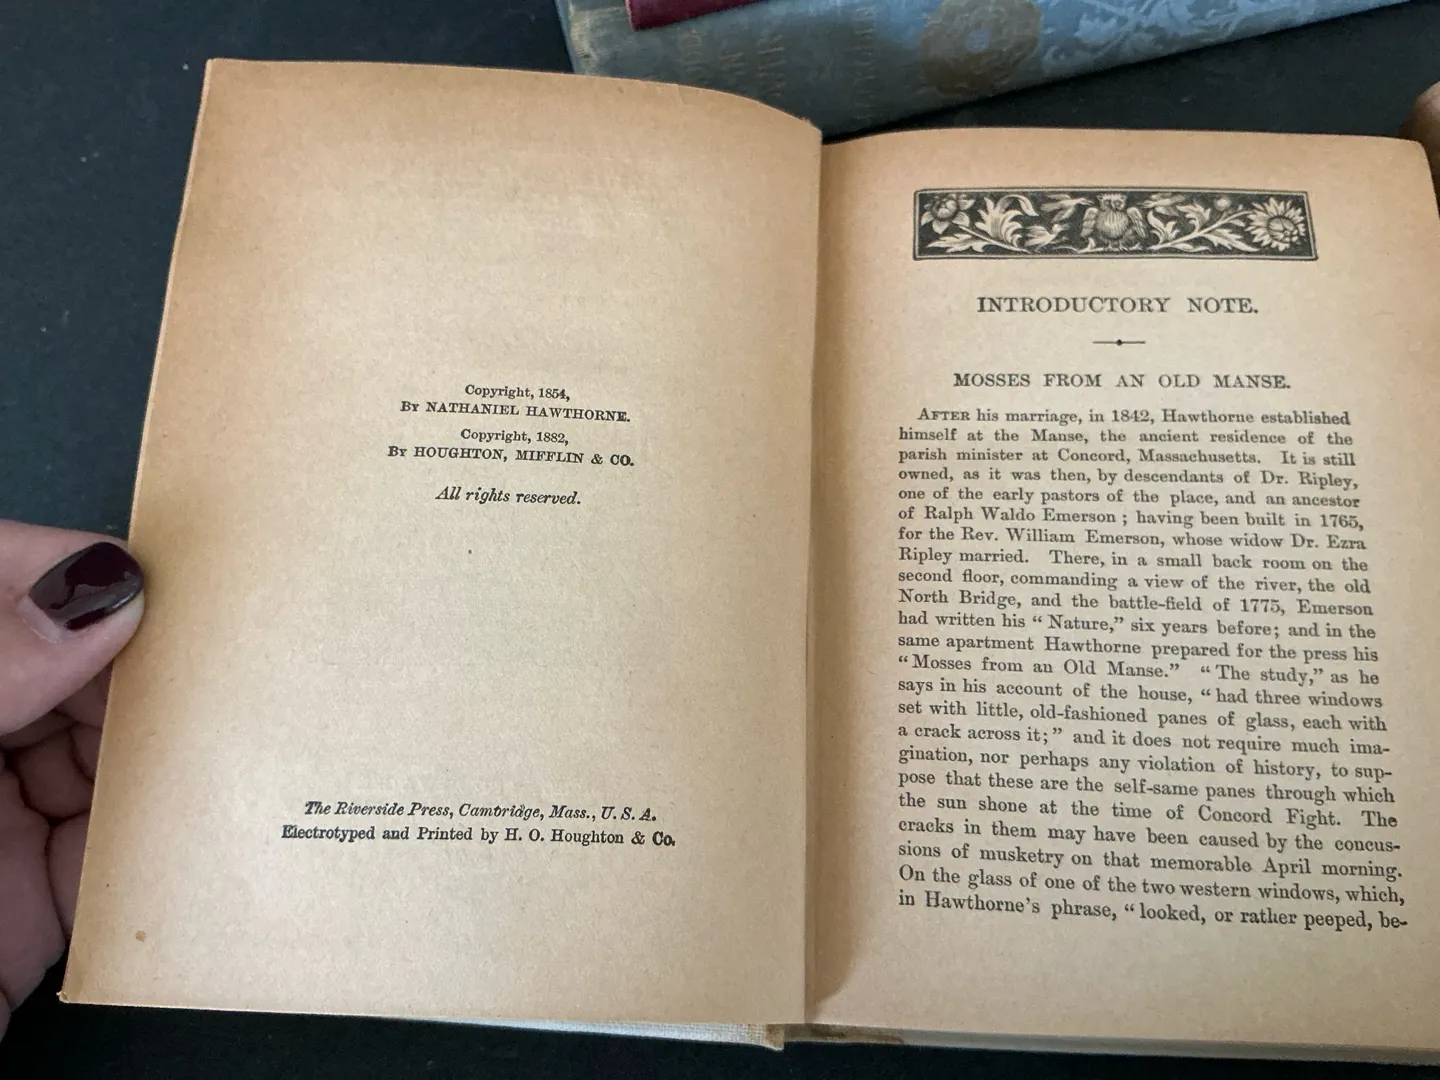 Copyright, 1854,
By NATHANIEL HAWTHORNE.
Copyright, 1882,
By HOUGHTON, MIFFLIN & CO.
All rights reserved.
The Riverside Press, Cambridge, Mass., U. S. A.
Electrotyped and Printed by H. O. Houghton & Co.
INTRODUCTORY NOTE.
MOSSES FROM AN OLD MANSE.
AFTER his marriage, in 1842, Hawthorne established
himself at the Manse, the ancient residence of the
parish minister at Concord, Massachusetts. It is still
owned, as it was then, by descendants of Dr. Ripley,
one of the early pastors of the place, and an ancestor
of Ralph Waldo Emerson ; having been built in 1765,
for the Rev. William Emerson, whose widow Dr. Ezra
Ripley married. There, in a small back room on the
second floor, commanding a view of the river, the old
North Bridge, and the battle-field of 1775, Emerson
had written his “ Nature,” six years before; and in the
same apartment Hawthorne prepared for the press his
“ Mosses from an Old Manse.” “ The study,” as he
says in his account of the house, “ had three windows
set with little, old-fashioned panes of glass, each with
a crack across it; ” and it does not require much ima-
gination, nor perhaps any violation of history, to sup-
pose that these are the self-same panes through which
the sun shone at the time of Concord Fight. The
cracks in them may have been caused by the concus-
sions of musketry on that memorable April morning.
On the glass of one of the two western windows, which,
in Hawthorne’s phrase, “ looked, or rather peeped, be-